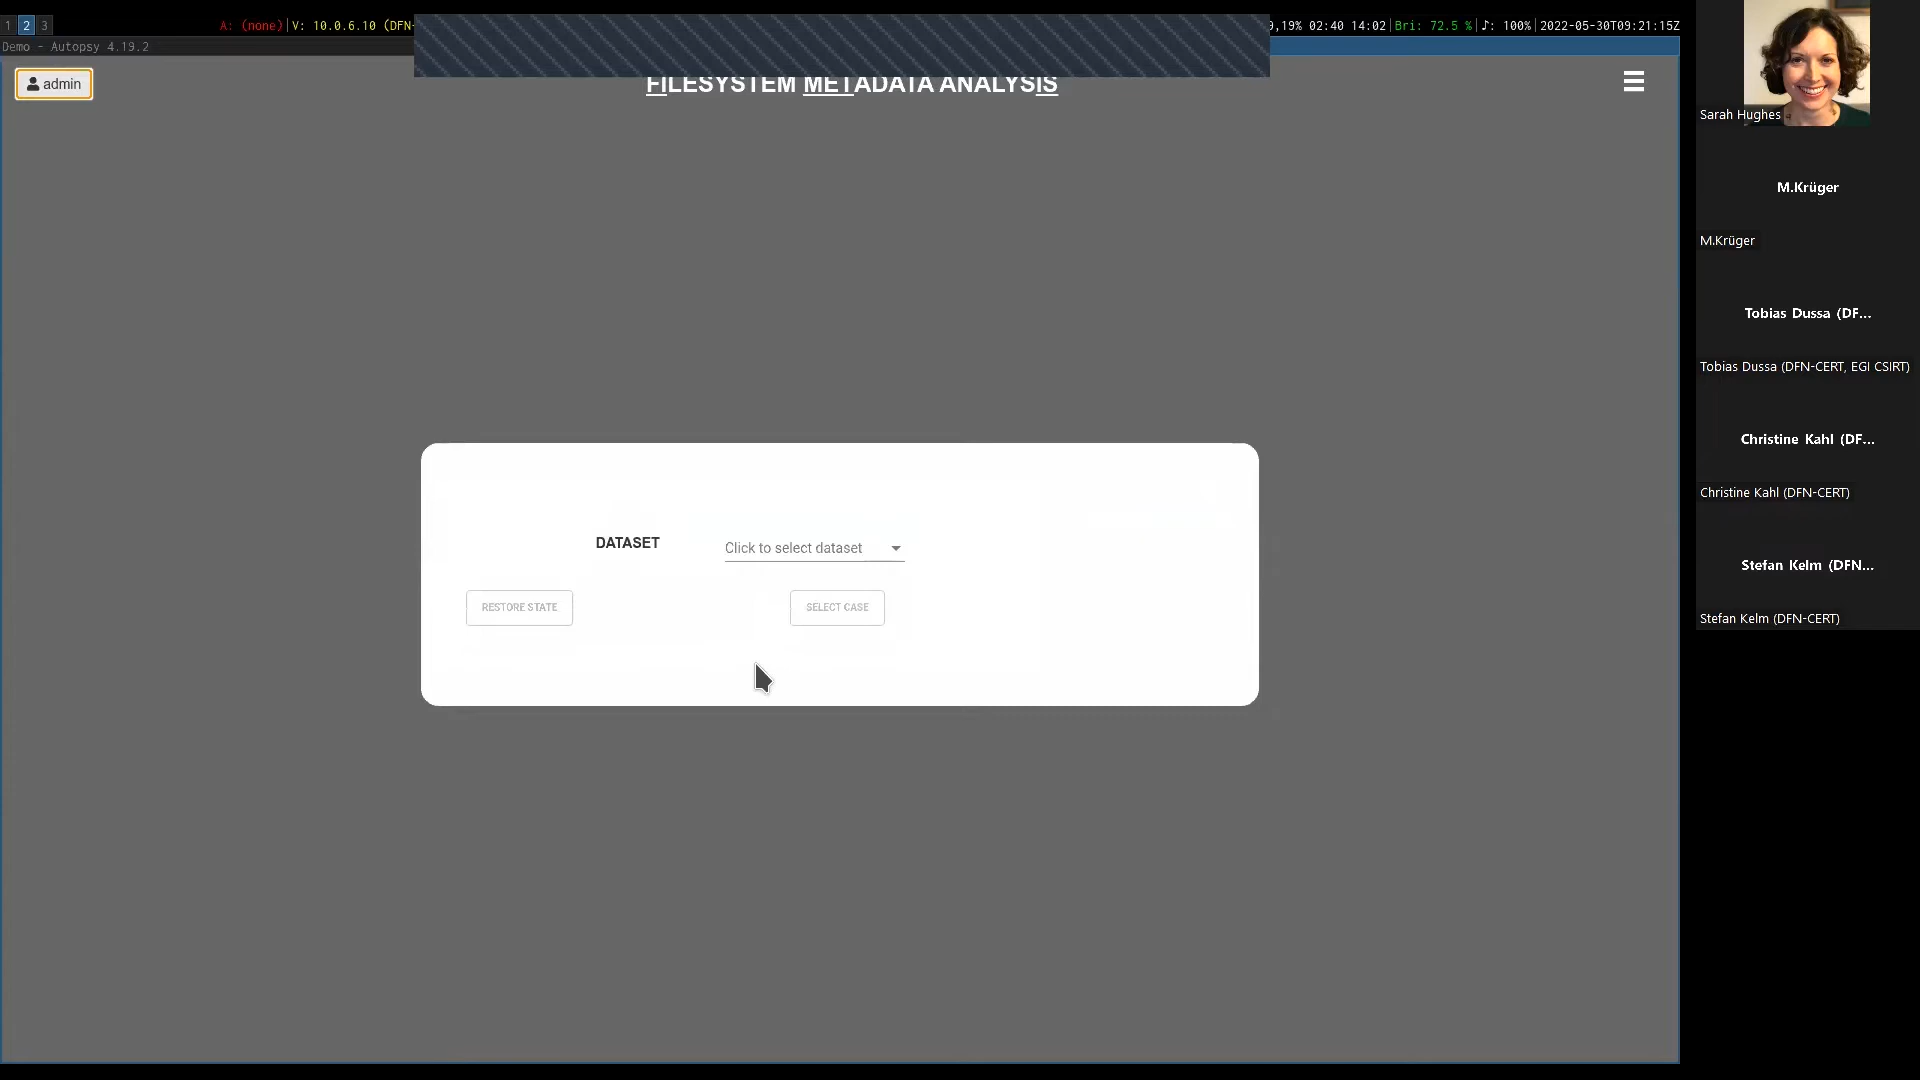 1 2 3
A: (none)|V: 10.0.6.10 (DFN-
,19% 02:40 14:02|Bri: 72.5 %|♪: 100%|2022-05-30T09:21:15Z
Demo - Autopsy 4.19.2
admin
FILESYSTEM METADATA ANALYSIS
DATASET
Click to select dataset
RESTORE STATE
SELECT CASE
Sarah Hughes
M.Krüger
M.Krüger
Tobias Dussa (DF...
Tobias Dussa (DFN-CERT, EGI CSIRT)
Christine Kahl (DF...
Christine Kahl (DFN-CERT)
Stefan Kelm (DFN...
Stefan Kelm (DFN-CERT)